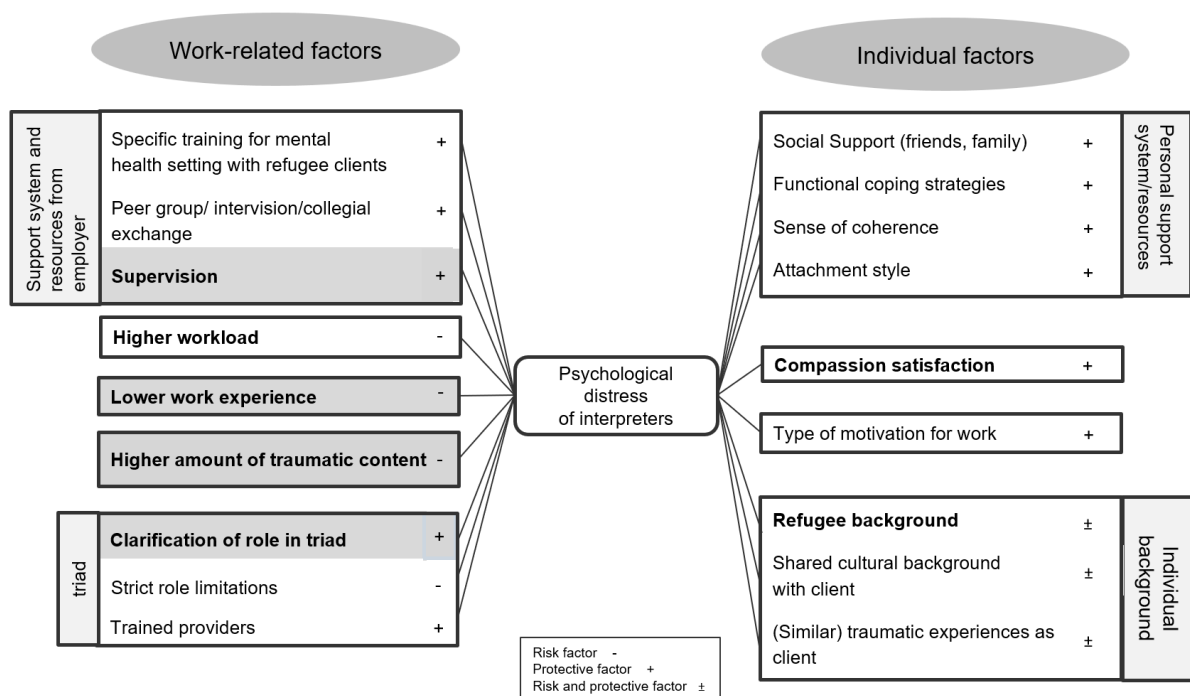 Work-related factors
Support system and
resources from
employer
Specific training for mental
health setting with refugee clients +
Peer group/ intervision/collegial
exchange +
Supervision +
Higher workload -
Lower work experience -
Higher amount of traumatic content -
triad
Clarification of role in triad +
Strict role limitations -
Trained providers +
Psychological
distress
of interpreters
Individual factors
Social Support (friends, family) +
Functional coping strategies +
Sense of coherence +
Attachment style +
Personal support
system/resources
Compassion satisfaction +
Type of motivation for work +
Refugee background ±
Shared cultural background
with client ±
(Similar) traumatic experiences as
client ±
Individual
background
Risk factor -
Protective factor +
Risk and protective factor ±